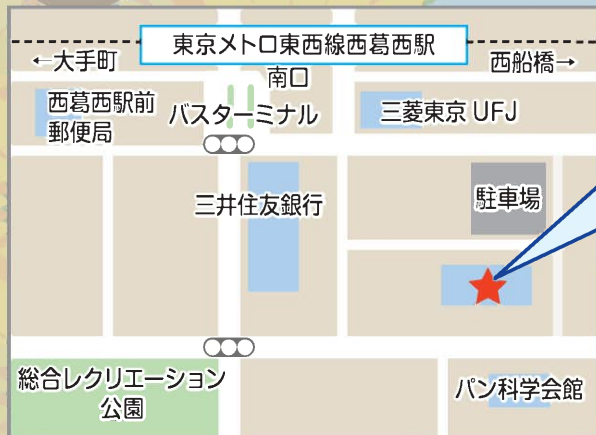 東京メトロ東西線西葛西駅
←大手町
西船橋→
南口
西葛西駅前
郵便局
バスターミナル
三菱東京 UFJ
三井住友銀行
駐車場
総合レクリエーション
公園
パン科学会館